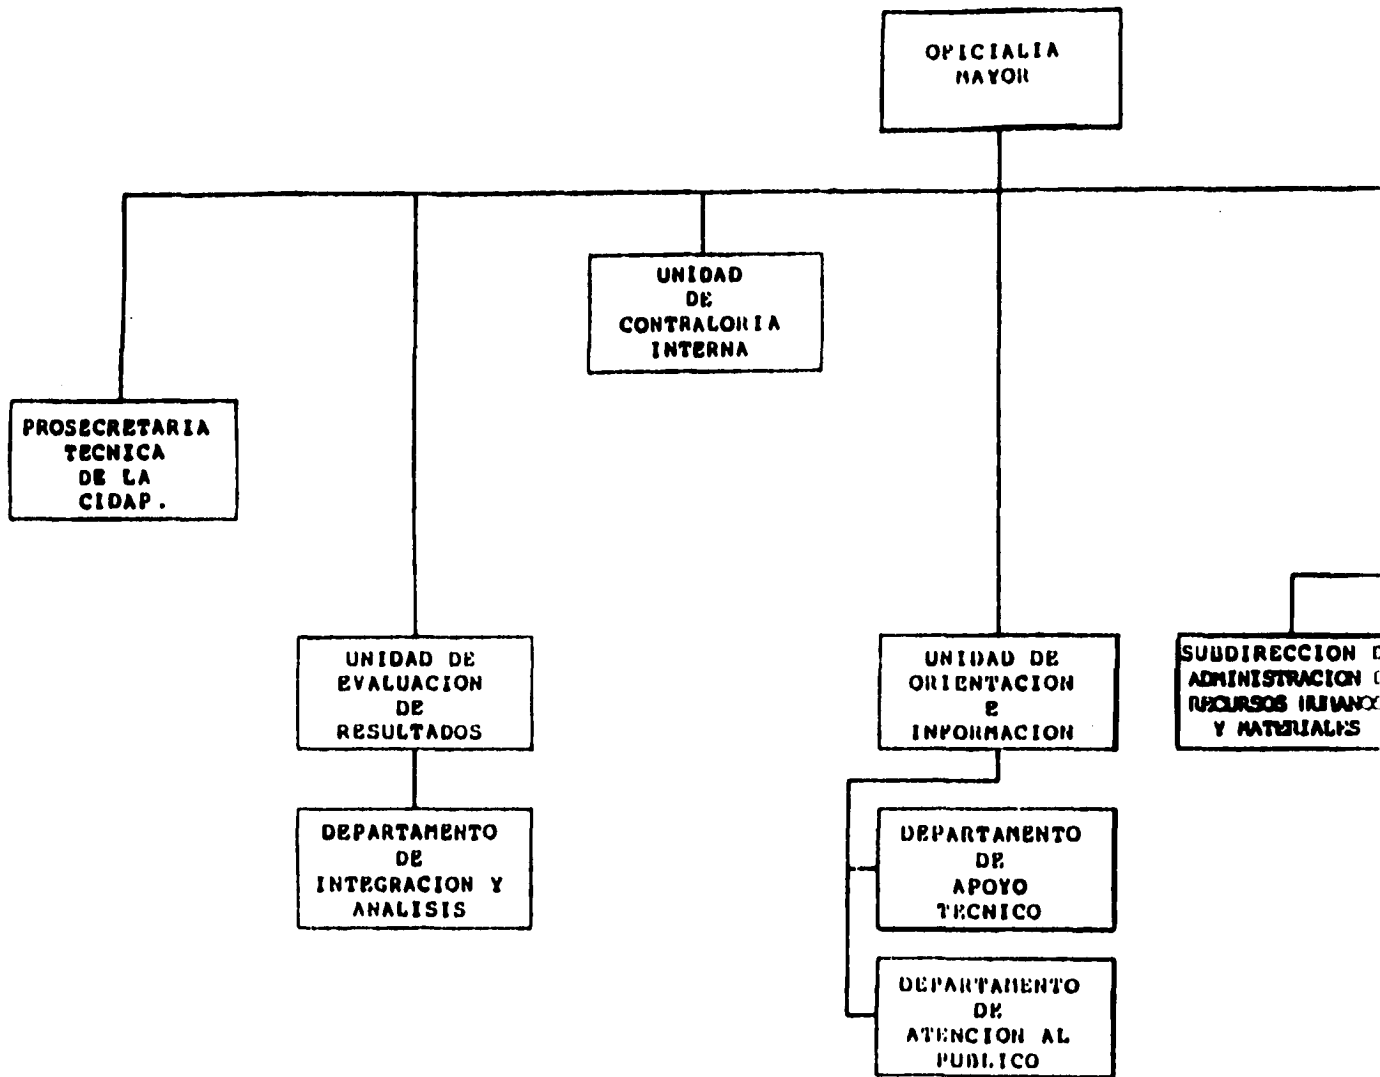 OFICIALIA
MAYOR
UNIDAD
DE
CONTRALORIA
INTERNA
PROSECRETARIA
TECNICA
DE LA
CIDAP.
UNIDAD DE
EVALUACION
DE
RESULTADOS
UNIDAD DE
ORIENTACION
E
INFORMACION
SUBDIRECCION D
ADMINISTRACION D
RECURSOS HUMANOS
Y MATERIALES
DEPARTAMENTO
DE
INTEGRACION Y
ANALISIS
DEPARTAMENTO
DE
APOYO
TECNICO
DEPARTAMENTO
DE
ATENCION AL
PUBLICO